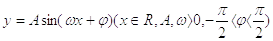 y = A sin(ωx + φ)(x ∈ R, A, ω⟩0, -π/2 ⟨φ⟨π/2)